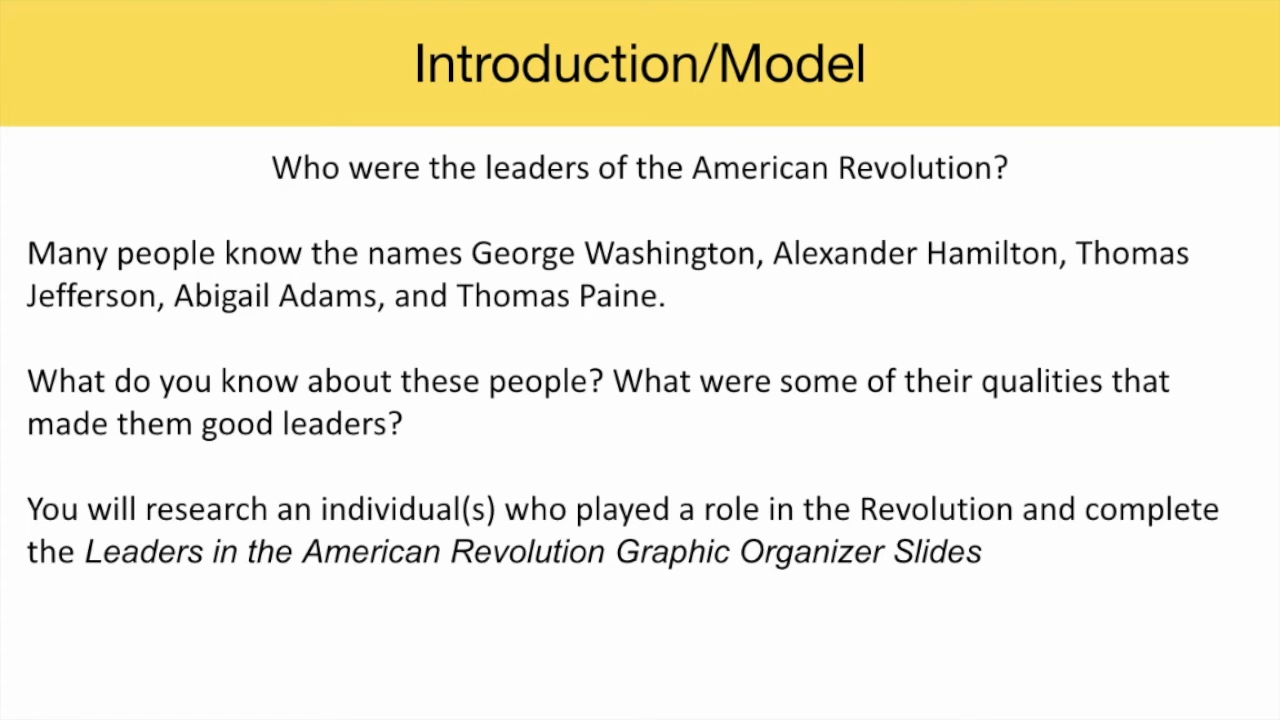 Introduction/Model
Who were the leaders of the American Revolution?
Many people know the names George Washington, Alexander Hamilton, Thomas
Jefferson, Abigail Adams, and Thomas Paine.
What do you know about these people? What were some of their qualities that
made them good leaders?
You will research an individual(s) who played a role in the Revolution and complete
the Leaders in the American Revolution Graphic Organizer Slides